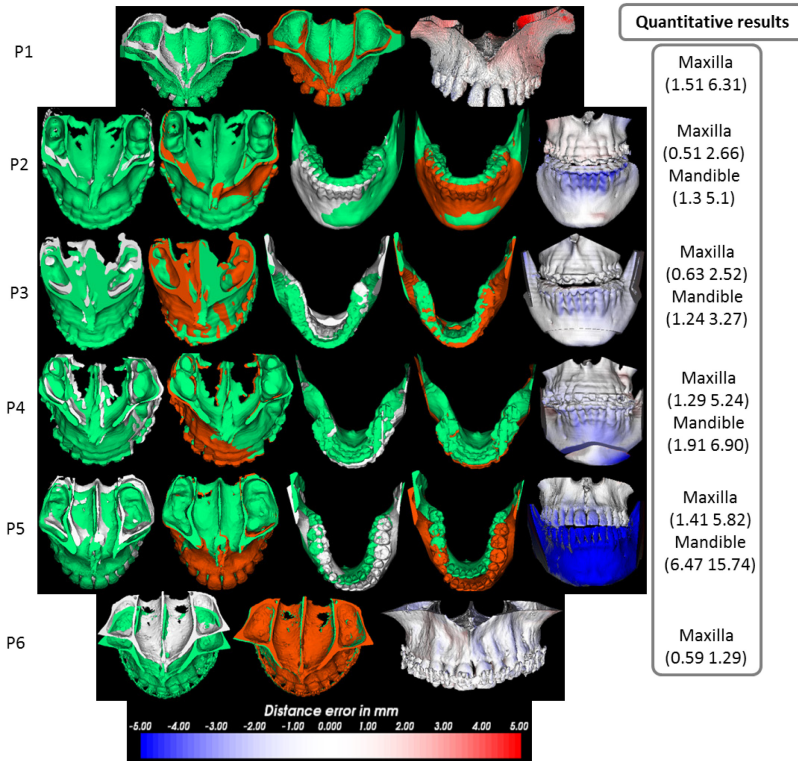 Quantitative results
P1
Maxilla
(1.51 6.31)
P2
Maxilla
(0.51 2.66)
Mandible
(1.3 5.1)
P3
Maxilla
(0.63 2.52)
Mandible
(1.24 3.27)
P4
Maxilla
(1.29 5.24)
Mandible
(1.91 6.90)
P5
Maxilla
(1.41 5.82)
Mandible
(6.47 15.74)
P6
Maxilla
(0.59 1.29)
Distance error in mm
-5.00 -4.00 -3.00 -2.00 -1.00 0.000 1.00 2.00 3.00 4.00 5.00